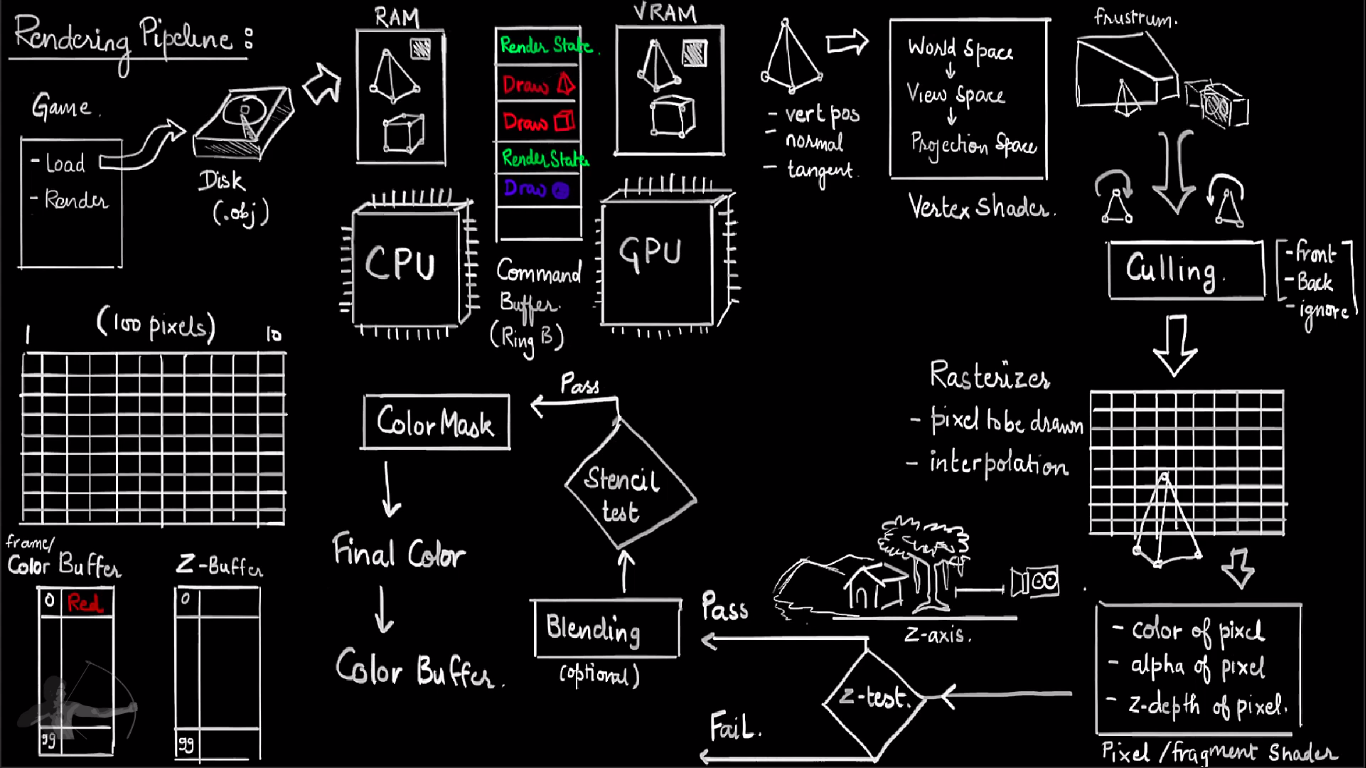 Rendering Pipeline:
Game.
- Load
- Render
Disk
(.obj)
RAM
CPU
Render State.
Draw
Draw
Render State
Draw
Command
Buffer.
(Ring B)
VRAM
GPU
- vert pos
- normal
- tangent.
World Space
View Space
Projection Space
Vertex Shader.
frustrum.
Culling.
- front
- Back
- ignore
Rasterizer
- pixel to be drawn
- interpolation
- color of pixel
- alpha of pixel
- z-depth of pixel.
Pixel / fragment Shader
z-axis.
z-test.
Pass
Fail.
Blending
(optional)
Stencil
test
Pass
Color Mask
Final Color
Color Buffer.
(100 pixels)
1
10
frame/
Color Buffer
0 Red
99
Z-Buffer
0
99